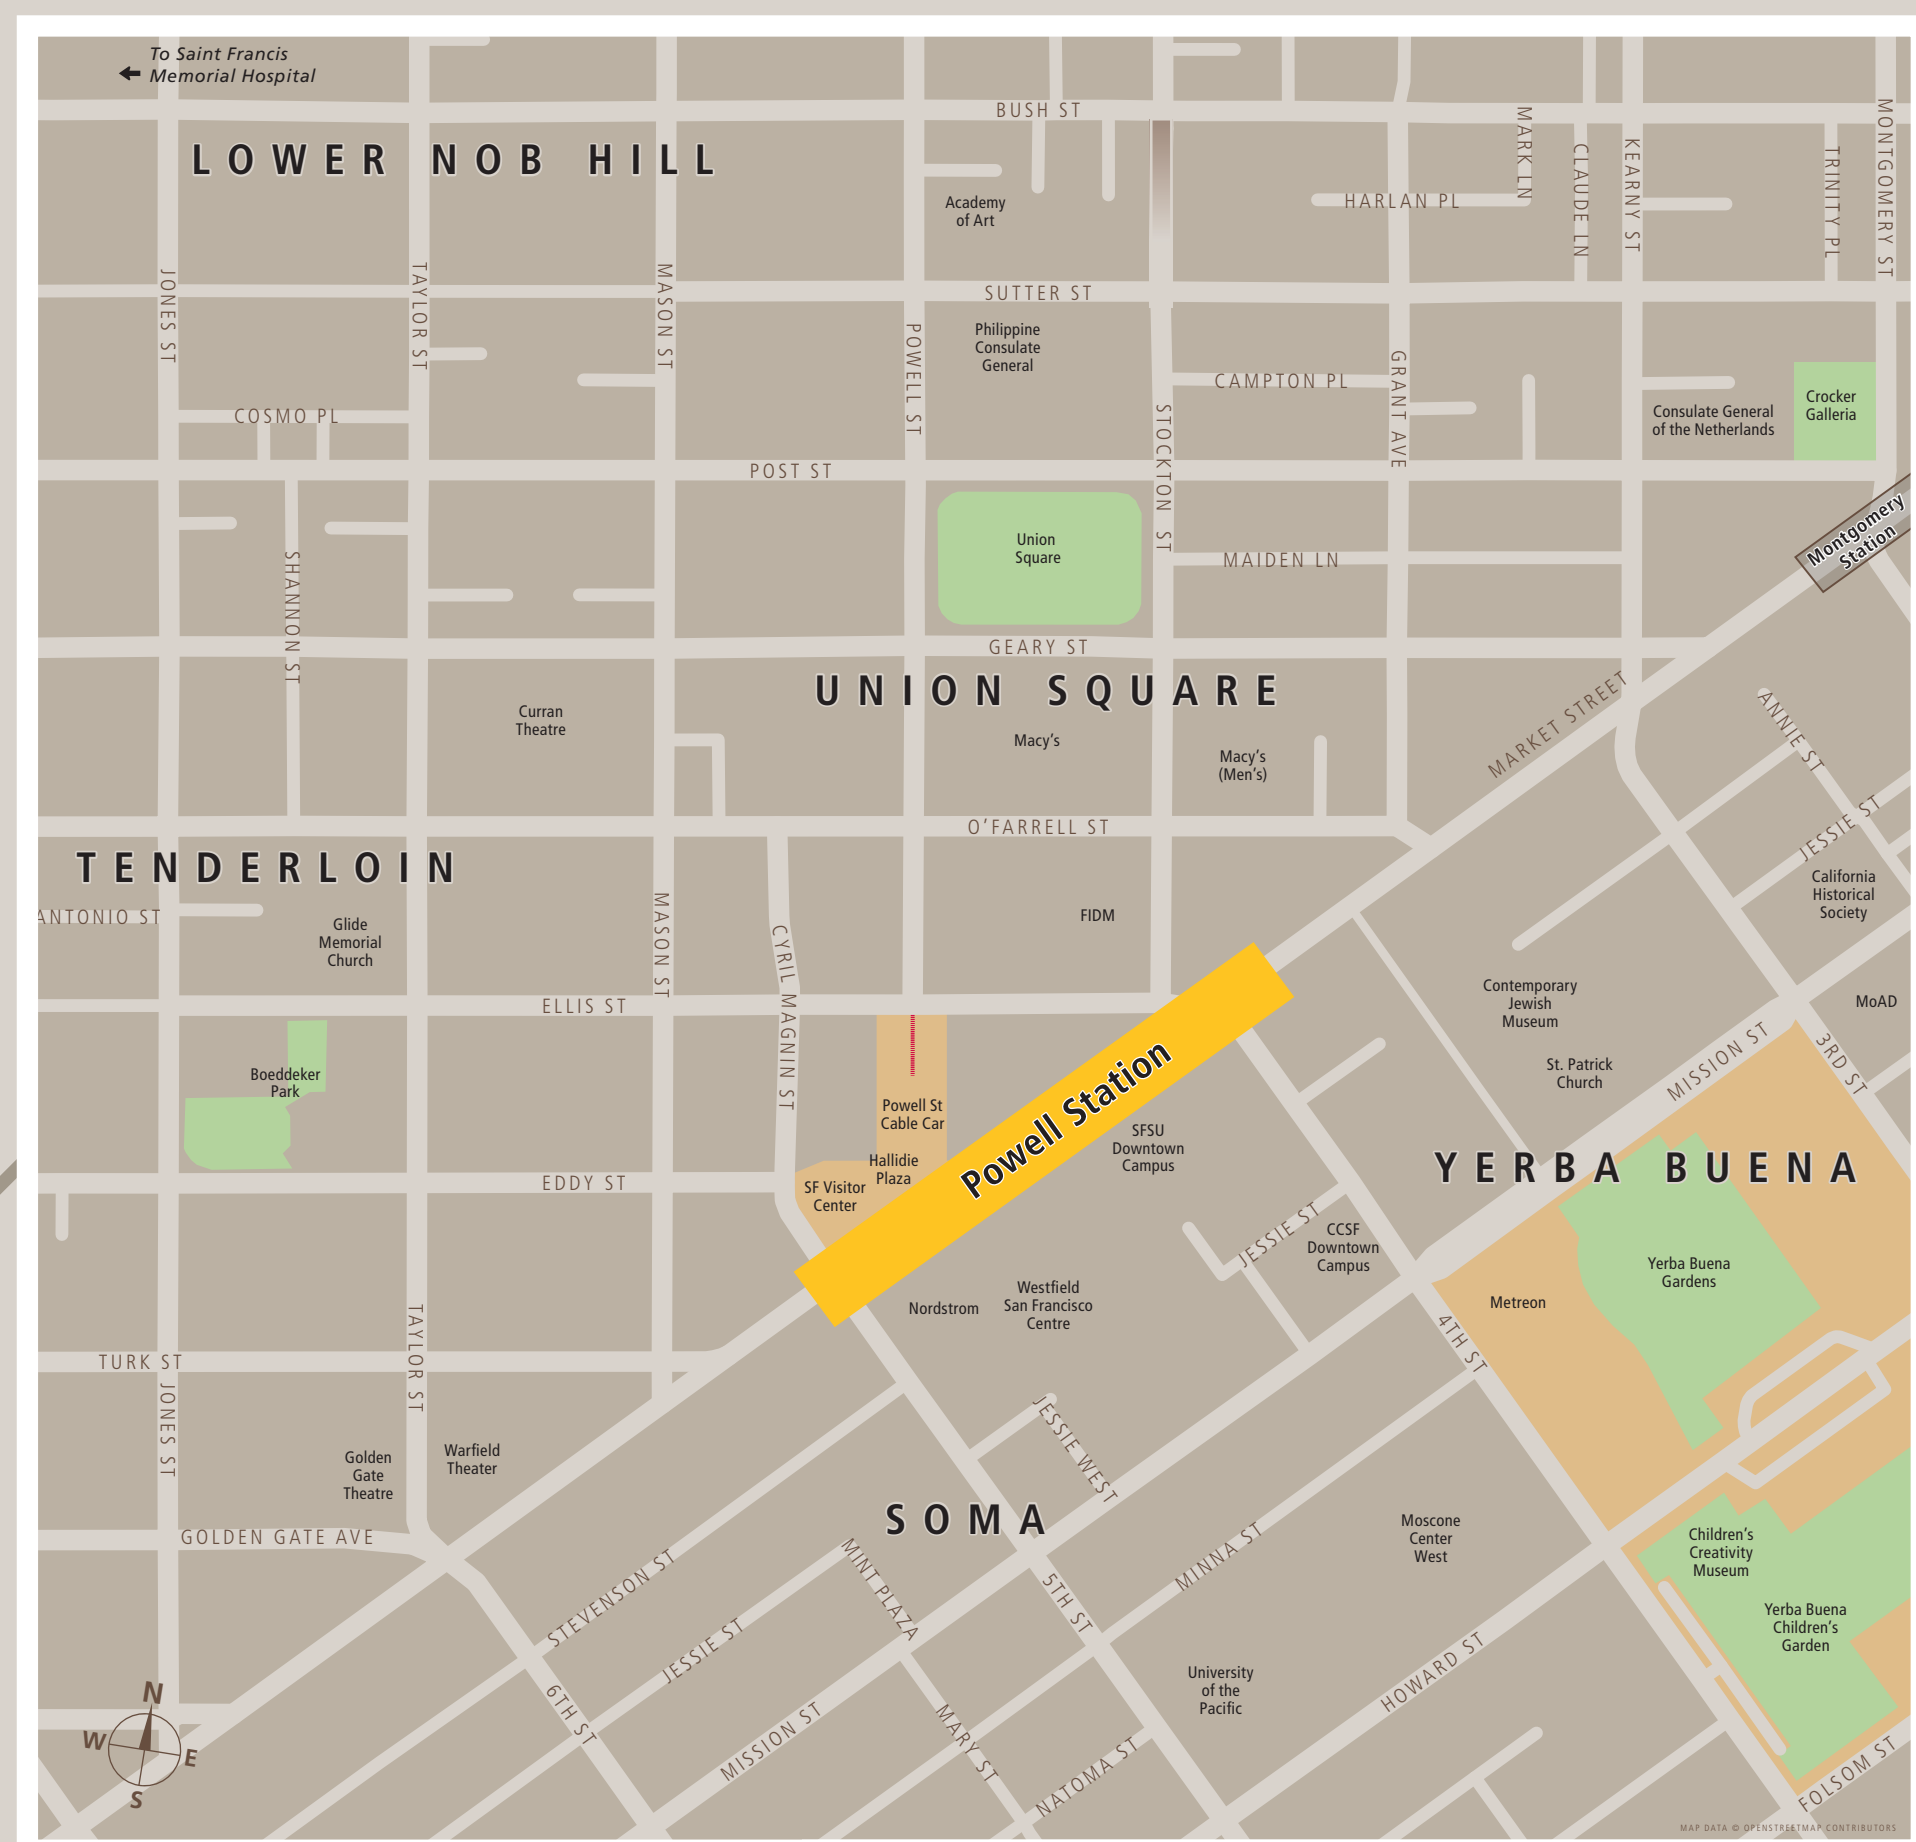 To Saint Francis
Memorial Hospital
BUSH ST
LOWER NOB HILL
MARK LN
CLAUDE LN
KEARNY ST
TRINITY PL
MONTGOMERY ST
Academy
of Art
HARLAN PL
JONES ST
TAYLOR ST
MASON ST
SUTTER ST
POWELL ST
Philippine
Consulate
General
CAMPTON PL
GRANT AVE
STOCKTON ST
COSMO PL
Consulate General
of the Netherlands
Crocker
Galleria
POST ST
Montgomery
Station
Union
Square
SHANNON ST
MAIDEN LN
GEARY ST
UNION SQUARE
MARKET STREET
ANNIE ST
Curran
Theatre
Macy's
Macy's
(Men's)
JESSIE ST
O'FARRELL ST
TENDERLOIN
California
Historical
Society
ANTONIO ST
Glide
Memorial
Church
MASON ST
CYRIL MAGNIN ST
FIDM
Contemporary
Jewish
Museum
MoAD
ELLIS ST
St. Patrick
Church
MISSION ST
3RD ST
Boeddeker
Park
Powell St
Cable Car
Powell Station
SFSU
Downtown
Campus
Hallidie
Plaza
SF Visitor
Center
EDDY ST
YERBA BUENA
JESSIE ST
CCSF
Downtown
Campus
Yerba Buena
Gardens
Nordstrom
Westfield
San Francisco
Centre
Metreon
4TH ST
TURK ST
TAYLOR ST
JONES ST
JESSIE WEST
Golden
Gate
Theatre
Warfield
Theater
SOMA
GOLDEN GATE AVE
Moscone
Center
West
Children's
Creativity
Museum
STEVENSON ST
MINT PLAZA
MINNA ST
5TH ST
Yerba Buena
Children's
Garden
JESSIE ST
HOWARD ST
University
of the
Pacific
6TH ST
MISSION ST
MARY ST
NATOMA ST
FOLSOM ST
N
W
E
S
MAP DATA © OPENSTREETMAP CONTRIBUTORS